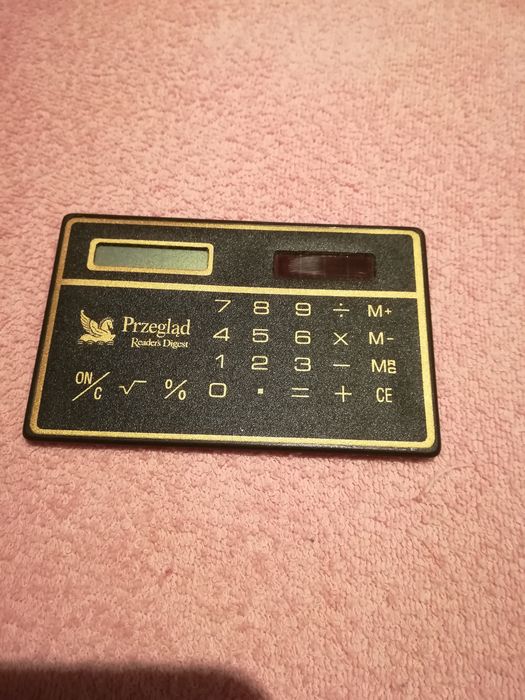 7 8 9 ÷ M+
Przegląd
Reader's Digest
4 5 6 × M-
1 2 3 − MRC
ON/C √ % 0 . = + CE